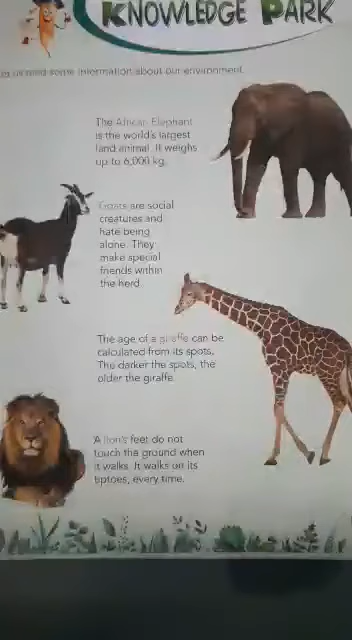 KNOWLEDGE PARK
us read some information about our environment.
The African Elephant
is the world's largest
land animal. It weighs
up to 6,000 kg.
Goats are social
creatures and
hate being
alone. They
make special
friends within
the herd.
The age of a giraffe can be
calculated from its spots.
The darker the spots, the
older the giraffe.
A lion's feet do not
touch the ground when
it walks. It walks on its
tiptoes, every time.